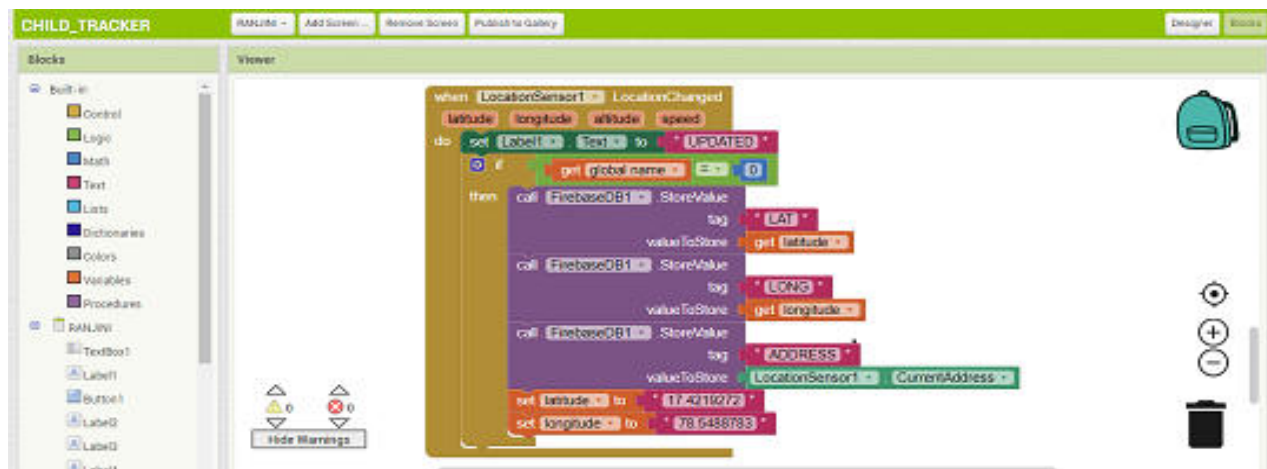 CHILD_TRACKER RANJINI Add Screen ... Remove Screen Publish to Gallery Designer Blocks
Blocks Viewer
Built-in
Control
Logic
Math
Text
Lists
Dictionaries
Colors
Variables
Procedures
RANJINI
TextBox1
Label1
Button1
Label2
Label3
when LocationSensor1 .LocationChanged
latitude longitude altitude speed
do set Label1 . Text to " UPDATED "
if get global name = 0
then call FirebaseDB1 .StoreValue
tag " LAT "
valueToStore get latitude
call FirebaseDB1 .StoreValue
tag " LONG "
valueToStore get longitude
call FirebaseDB1 .StoreValue
tag " ADDRESS "
valueToStore LocationSensor1 . CurrentAddress
set latitude to " 17.4219272 "
set longitude to " 78.5488783 "
0 0
Hide Warnings